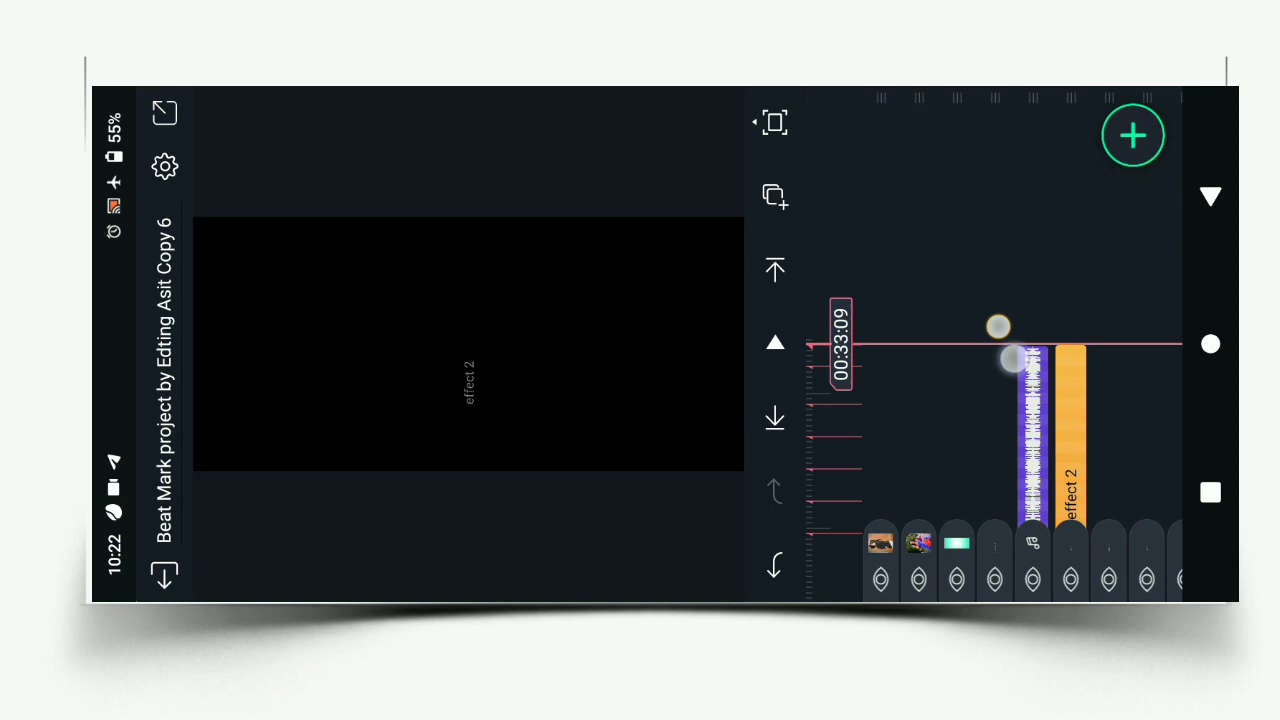 10:22
55%
Beat Mark project by Edting Asit Copy 6
effect 2
00:33:09
effect 2